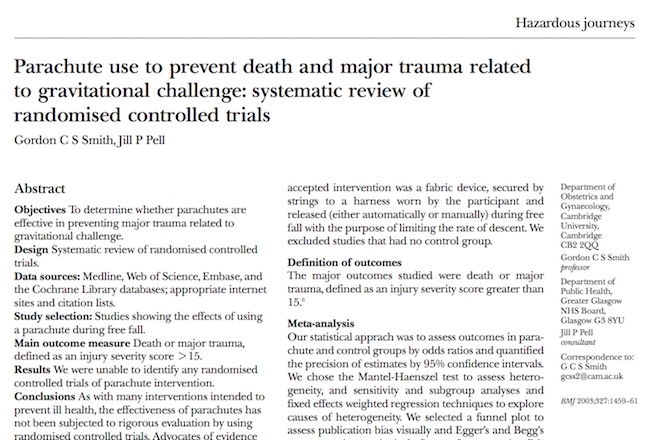 Hazardous journeys
Parachute use to prevent death and major trauma related
to gravitational challenge: systematic review of
randomised controlled trials
Gordon C S Smith, Jill P Pell
Abstract
Objectives To determine whether parachutes are
effective in preventing major trauma related to
gravitational challenge.
Design Systematic review of randomised controlled
trials.
Data sources: Medline, Web of Science, Embase, and
the Cochrane Library databases; appropriate internet
sites and citation lists.
Study selection: Studies showing the effects of using
a parachute during free fall.
Main outcome measure Death or major trauma,
defined as an injury severity score > 15.
Results We were unable to identify any randomised
controlled trials of parachute intervention.
Conclusions As with many interventions intended to
prevent ill health, the effectiveness of parachutes has
not been subjected to rigorous evaluation by using
randomised controlled trials. Advocates of evidence
accepted intervention was a fabric device, secured by
strings to a harness worn by the participant and
released (either automatically or manually) during free
fall with the purpose of limiting the rate of descent. We
excluded studies that had no control group.
Definition of outcomes
The major outcomes studied were death or major
trauma, defined as an injury severity score greater than
15.6
Meta-analysis
Our statistical apprach was to assess outcomes in para-
chute and control groups by odds ratios and quantified
the precision of estimates by 95% confidence intervals.
We chose the Mantel-Haenszel test to assess hetero-
geneity, and sensitivity and subgroup analyses and
fixed effects weighted regression techniques to explore
causes of heterogeneity. We selected a funnel plot to
assess publication bias visually and Egger's and Begg's
Department of
Obstetrics and
Gynaecology,
Cambridge
University,
Cambridge
CB2 2QQ
Gordon C S Smith
professor
Department of
Public Health,
Greater Glasgow
NHS Board,
Glasgow G3 8YU
Jill P Pell
consultant
Correspondence to:
G C S Smith
gcss2@cam.ac.uk
BMJ 2003;327:1459–61